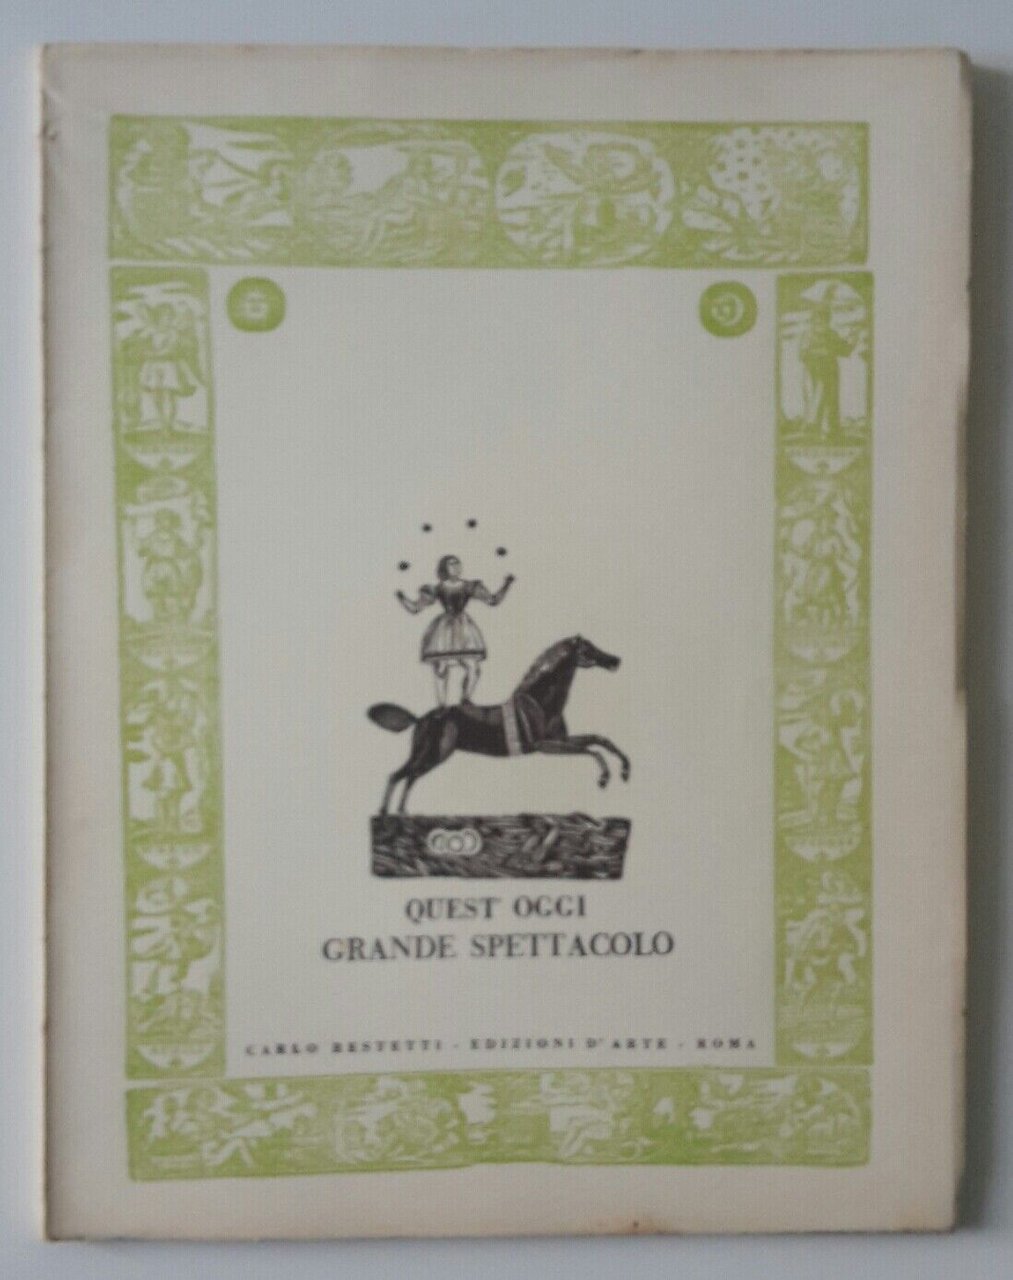 QUEST' OGGI
GRANDE SPETTACOLO
CARLO BESTETTI - EDIZIONI D'ARTE - ROMA